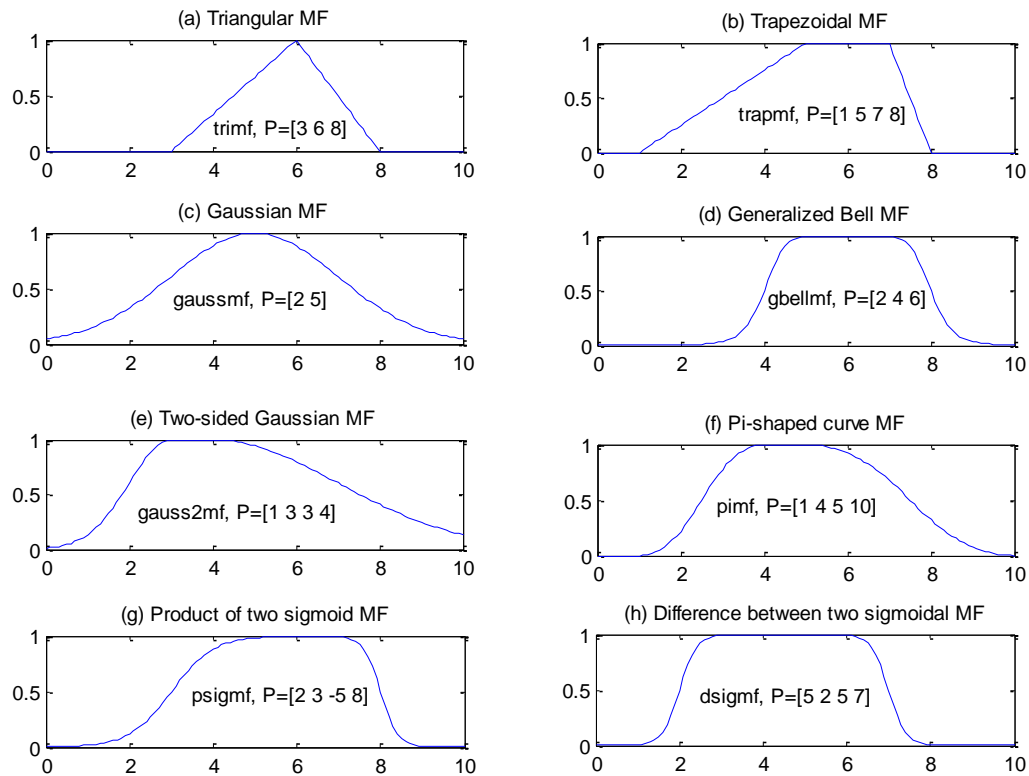 (a) Triangular MF
1
0.5
0
trimf, P=[3 6 8]
0 2 4 6 8 10
(b) Trapezoidal MF
1
0.5
0
trapmf, P=[1 5 7 8]
0 2 4 6 8 10
(c) Gaussian MF
1
0.5
0
gaussmf, P=[2 5]
0 2 4 6 8 10
(d) Generalized Bell MF
1
0.5
0
gbellmf, P=[2 4 6]
0 2 4 6 8 10
(e) Two-sided Gaussian MF
1
0.5
0
gauss2mf, P=[1 3 3 4]
0 2 4 6 8 10
(f) Pi-shaped curve MF
1
0.5
0
pimf, P=[1 4 5 10]
0 2 4 6 8 10
(g) Product of two sigmoid MF
1
0.5
0
psigmf, P=[2 3 -5 8]
0 2 4 6 8 10
(h) Difference between two sigmoidal MF
1
0.5
0
dsigmf, P=[5 2 5 7]
0 2 4 6 8 10